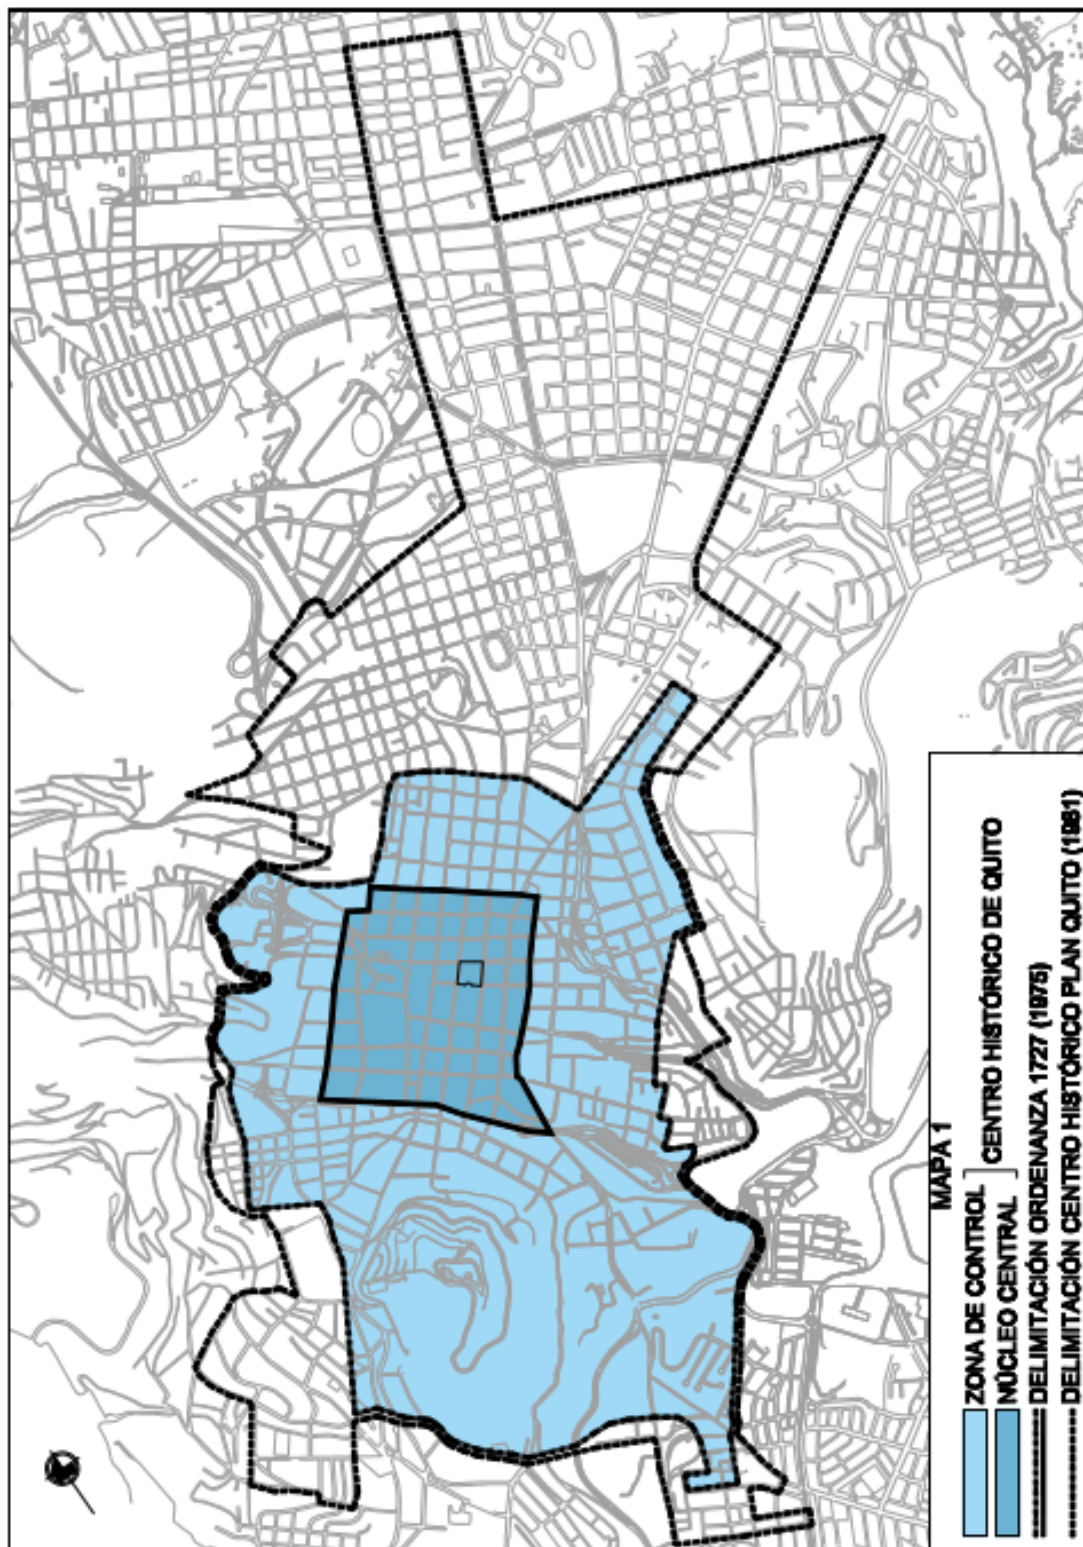 MAPA 1
ZONA DE CONTROL
NÚCLEO CENTRAL
CENTRO HISTÓRICO DE QUITO
DELIMITACIÓN ORDENANZA 1727 (1975)
DELIMITACIÓN CENTRO HISTÓRICO PLAN QUITO (1981)